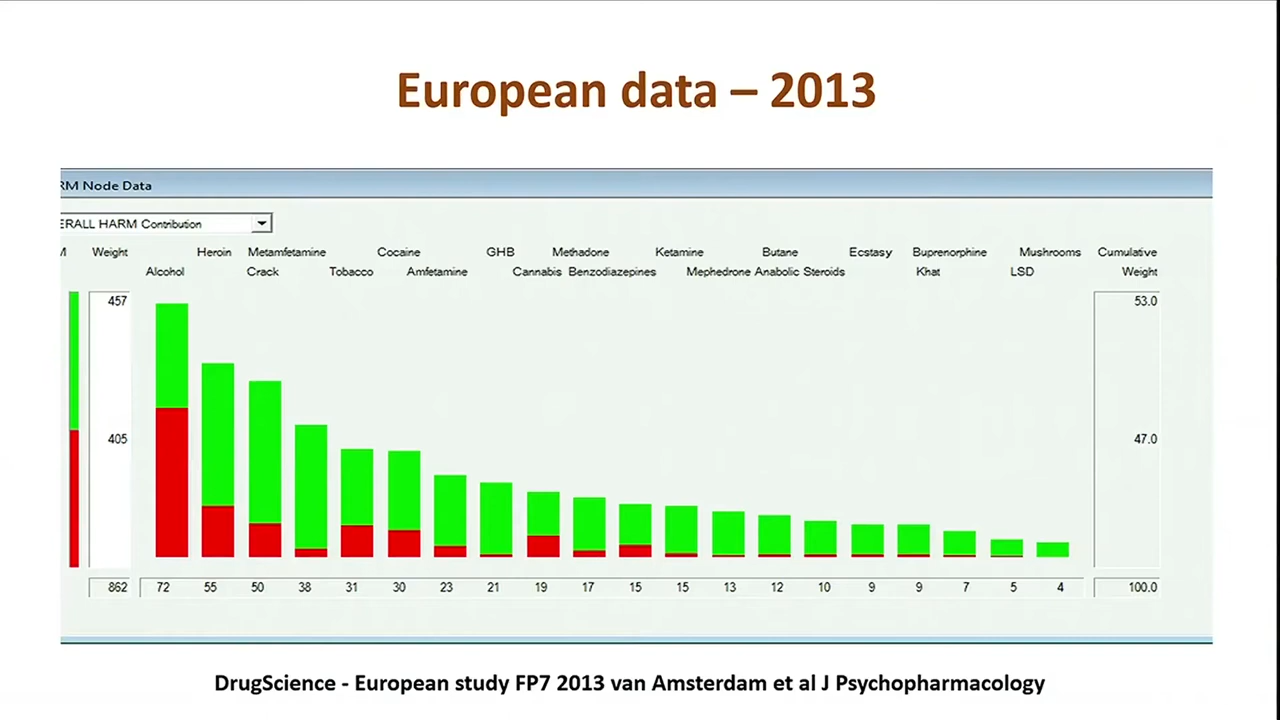 European data – 2013
RM Node Data
ERALL HARM Contribution
M Weight Heroin Metamfetamine Cocaine GHB Methadone Ketamine Butane Ecstasy Buprenorphine Mushrooms Cumulative
Alcohol Crack Tobacco Amfetamine Cannabis Benzodiazepines Mephedrone Anabolic Steroids Khat LSD Weight
457 53.0
405 47.0
862 72 55 50 38 31 30 23 21 19 17 15 15 13 12 10 9 9 7 5 4 100.0
DrugScience - European study FP7 2013 van Amsterdam et al J Psychopharmacology